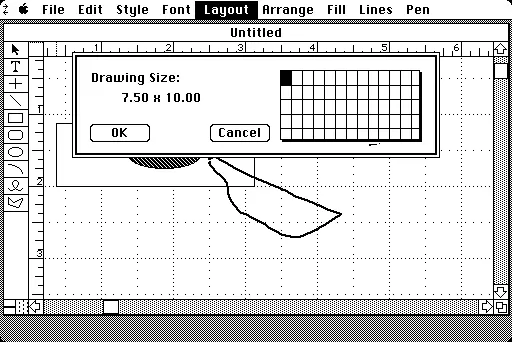 File Edit Style Font Layout Arrange Fill Lines Pen
Untitled
1 2 3 4 5 6
Drawing Size:
7.50 x 10.00
OK Cancel
T
1
2
3